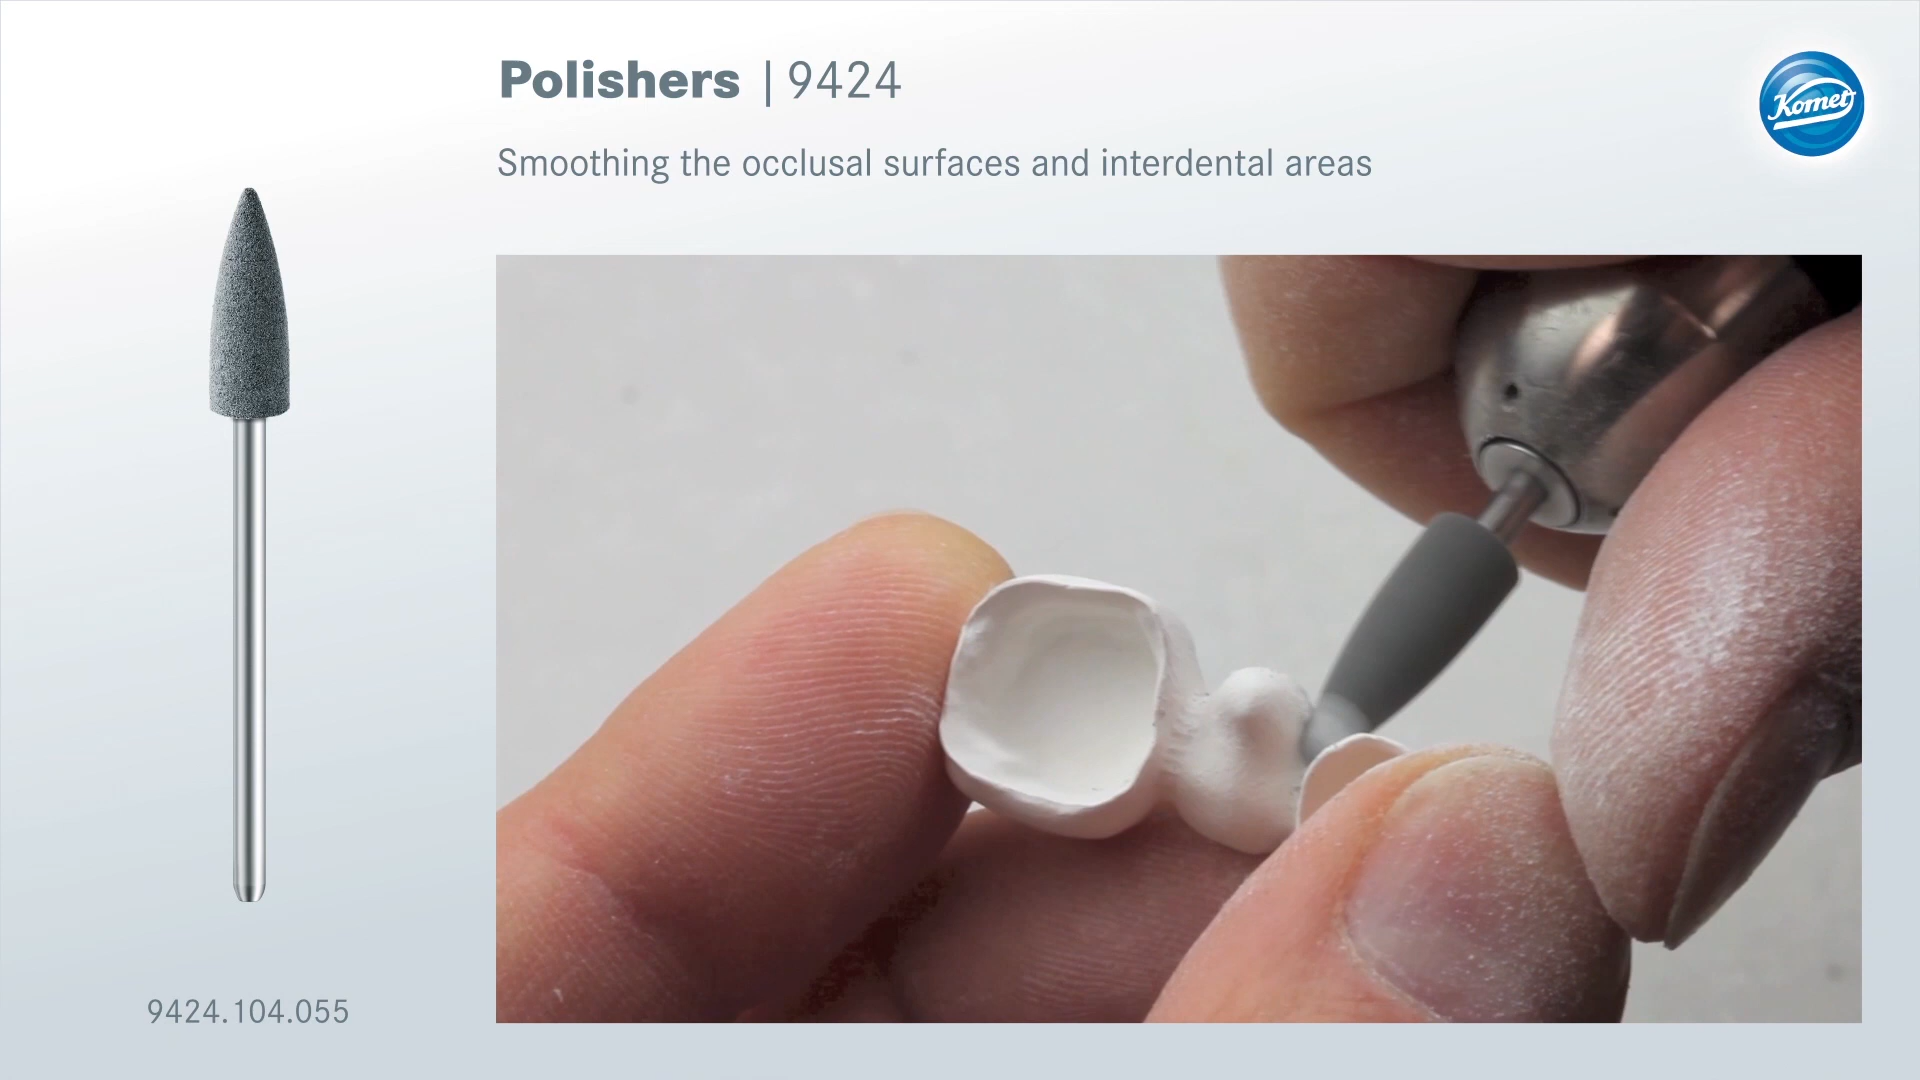 Polishers | 9424
Komet
Smoothing the occlusal surfaces and interdental areas
9424.104.055